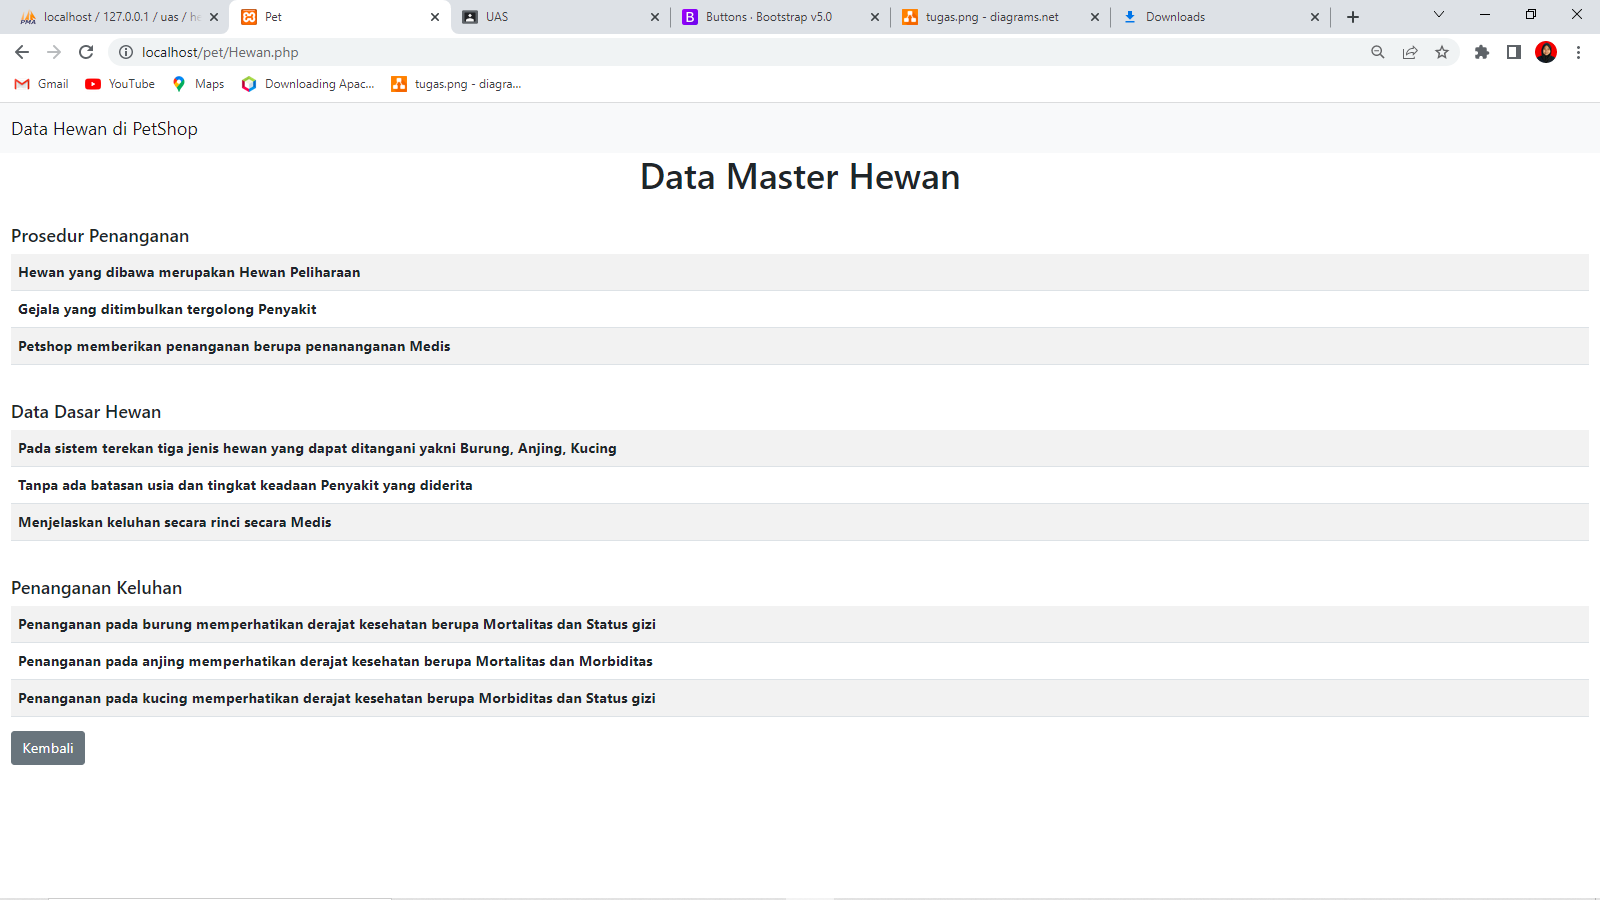 localhost / 127.0.0.1 / uas / he
Pet
UAS
Buttons · Bootstrap v5.0
tugas.png - diagrams.net
Downloads
localhost/pet/Hewan.php
Gmail
YouTube
Maps
Downloading Apac...
tugas.png - diagra...
Data Hewan di PetShop
Data Master Hewan
Prosedur Penanganan
Hewan yang dibawa merupakan Hewan Peliharaan
Gejala yang ditimbulkan tergolong Penyakit
Petshop memberikan penanganan berupa penananganan Medis
Data Dasar Hewan
Pada sistem terekan tiga jenis hewan yang dapat ditangani yakni Burung, Anjing, Kucing
Tanpa ada batasan usia dan tingkat keadaan Penyakit yang diderita
Menjelaskan keluhan secara rinci secara Medis
Penanganan Keluhan
Penanganan pada burung memperhatikan derajat kesehatan berupa Mortalitas dan Status gizi
Penanganan pada anjing memperhatikan derajat kesehatan berupa Mortalitas dan Morbiditas
Penanganan pada kucing memperhatikan derajat kesehatan berupa Morbiditas dan Status gizi
Kembali